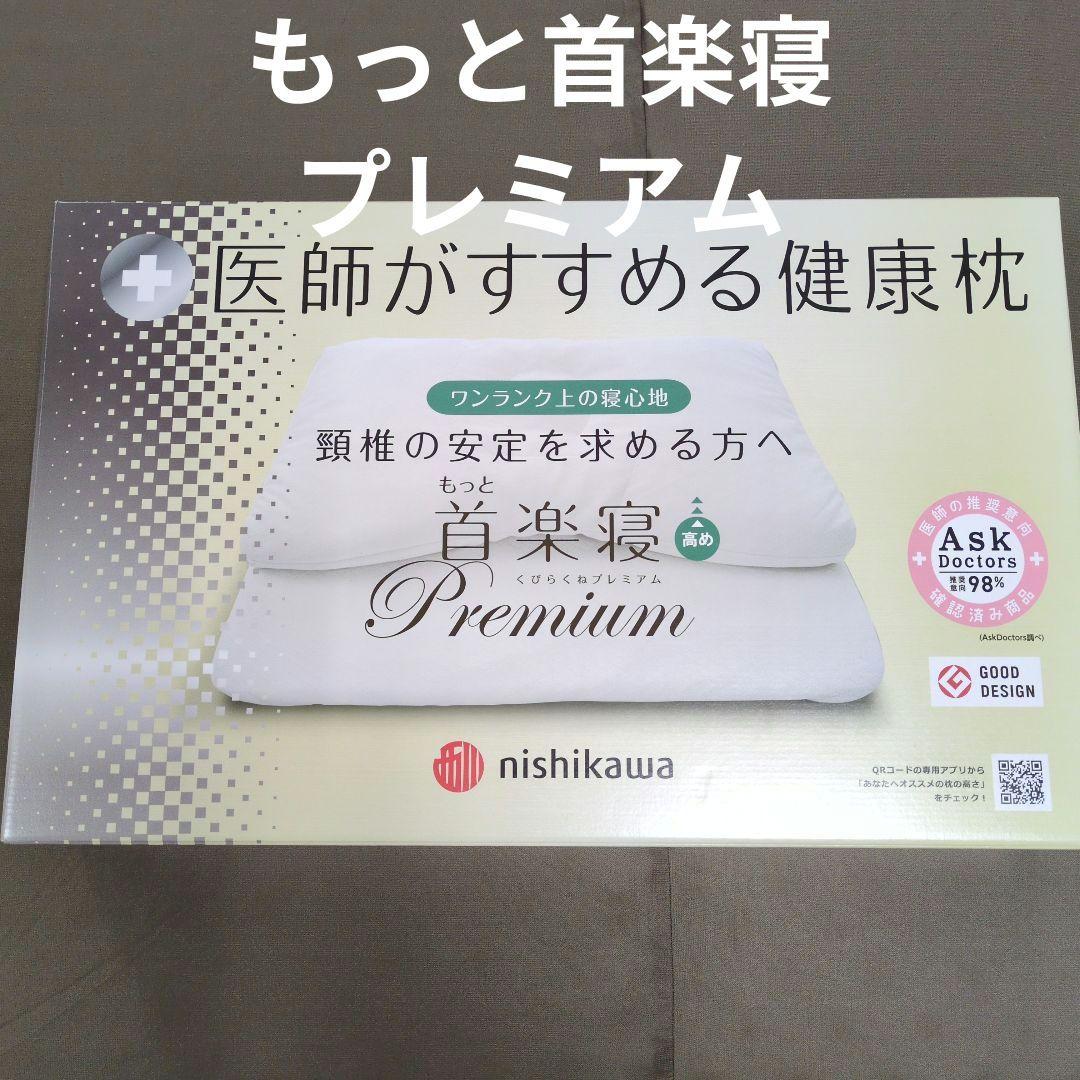 もっと首楽寝
プレミアム
医師がすすめる健康枕
ワンランク上の寝心地
頸椎の安定を求める方へ
もっと
首楽寝
高め
くびらくねプレミアム
Premium
医師の推奨意向
Ask
Doctors
推奨
意向 98%
確認済み商品
(AskDoctors調べ)
GOOD
DESIGN
nishikawa
QRコードの専用アプリから
「あなたへオススメの枕の高さ」
をチェック!